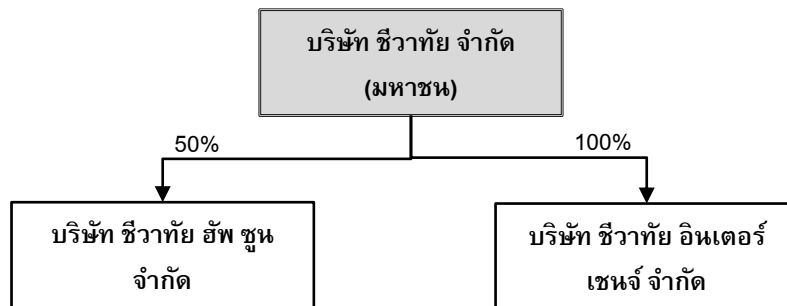 บริษัท ชีวาทัย จำกัด
(มหาชน)
50%
100%
บริษัท ชีวาทัย ฮัพ ซูน
จำกัด
บริษัท ชีวาทัย อินเตอร์
เชนจ์ จำกัด